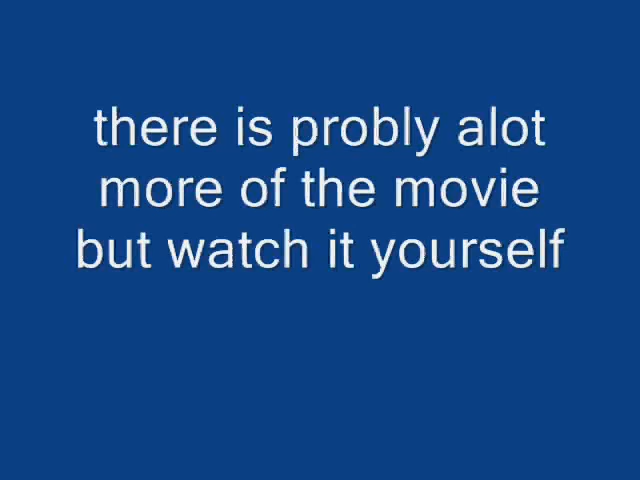 there is probly alot
more of the movie
but watch it yourself